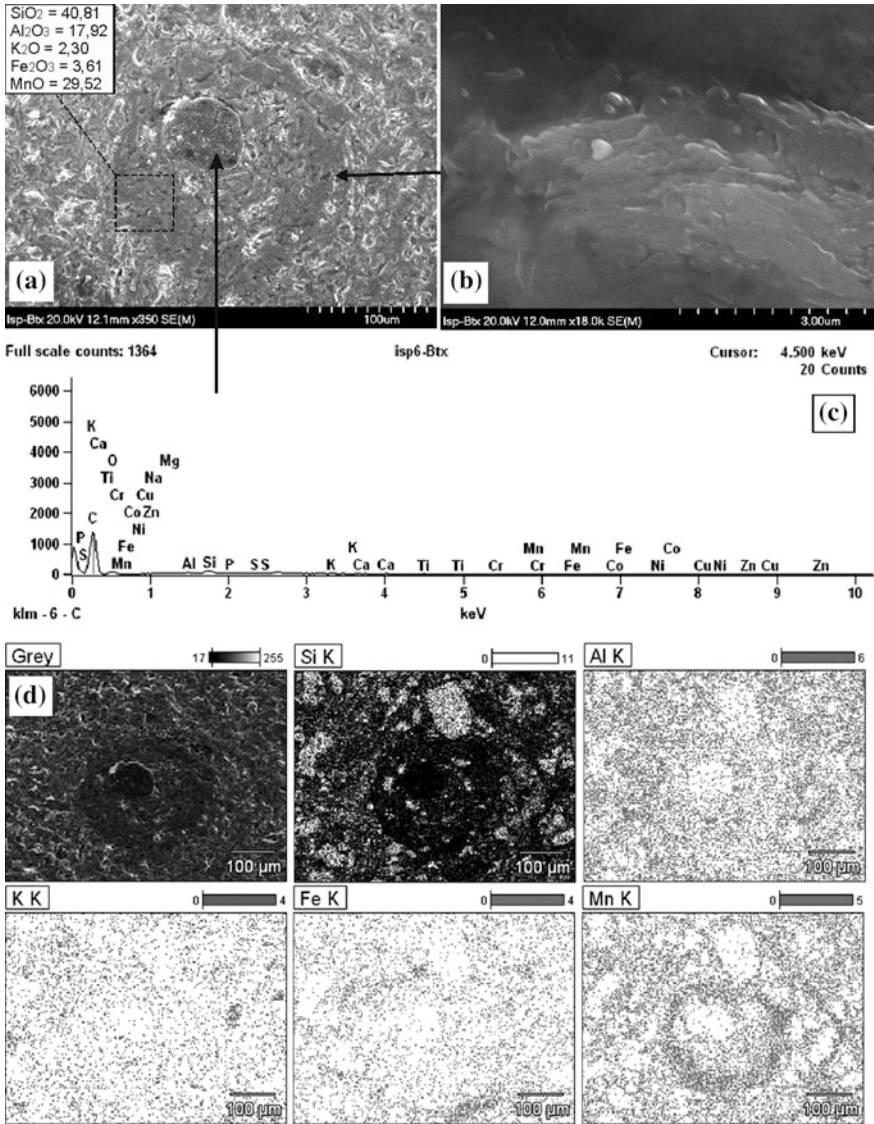 SiO2 = 40,81
Al2O3 = 17,92
K2O = 2,30
Fe2O3 = 3,61
MnO = 29,52
(a)
(b)
Isp-Btx 20.0kV 12.1mm x350 SE(M)
100um
Isp-Btx 20.0kV 12.0mm x18.0k SE(M)
3.00um
Full scale counts: 1364
isp6-Btx
Cursor: 4.500 keV
20 Counts
(c)
6000
5000
4000
3000
2000
1000
0
K
Ca
O Mg
Ti Na
Cr Cu
C Co Zn
P Ni
S Fe
Mn
Al Si P S S K K Ca Ca Ti Ti Cr Mn Cr Mn Fe Fe Co Co Ni Cu Ni Zn Cu Zn
0 1 2 3 4 5 6 7 8 9 10
klm - 6 - C
keV
Grey 17 255
Si K 0 11
Al K 0 6
(d)
100 µm
100 µm
100 µm
K K 0 4
Fe K 0 4
Mn K 0 5
100 µm
100 µm
100 µm